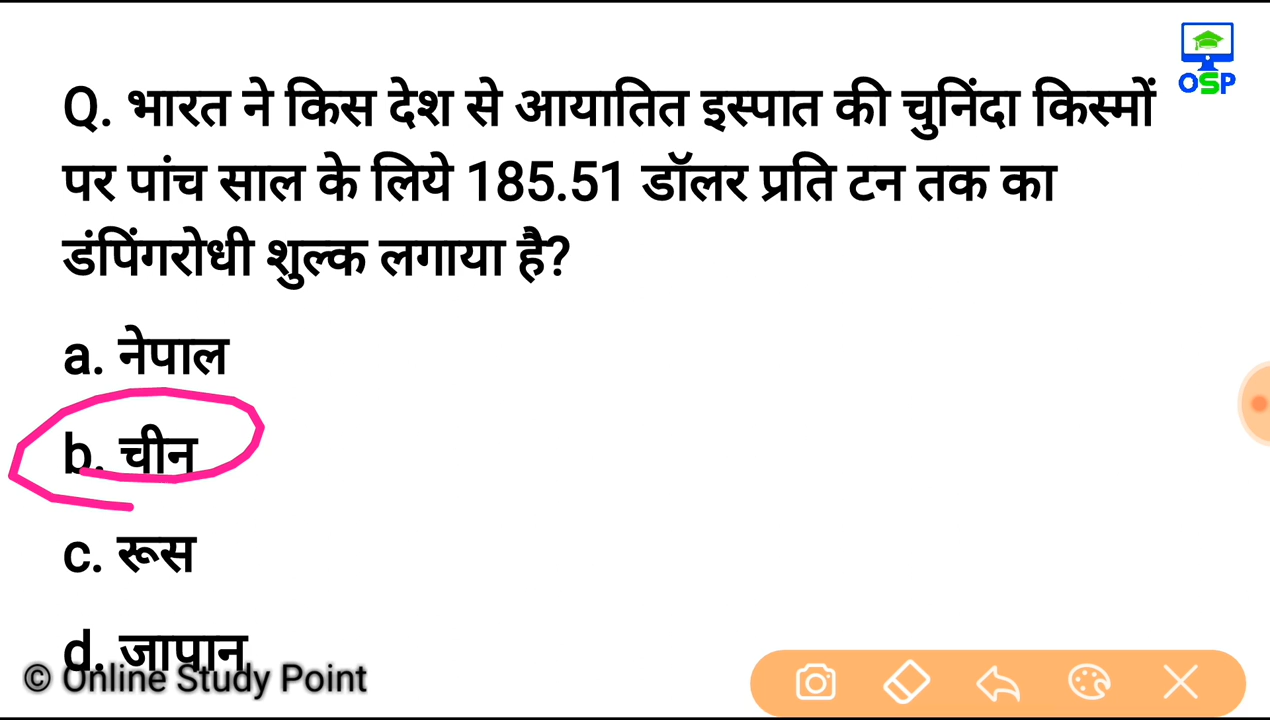 OSP
Q. भारत ने किस देश से आयातित इस्पात की चुनिंदा किस्मों
पर पांच साल के लिये 185.51 डॉलर प्रति टन तक का
डंपिंगरोधी शुल्क लगाया है?
a. नेपाल
b. चीन
c. रूस
d. जापान
© Online Study Point